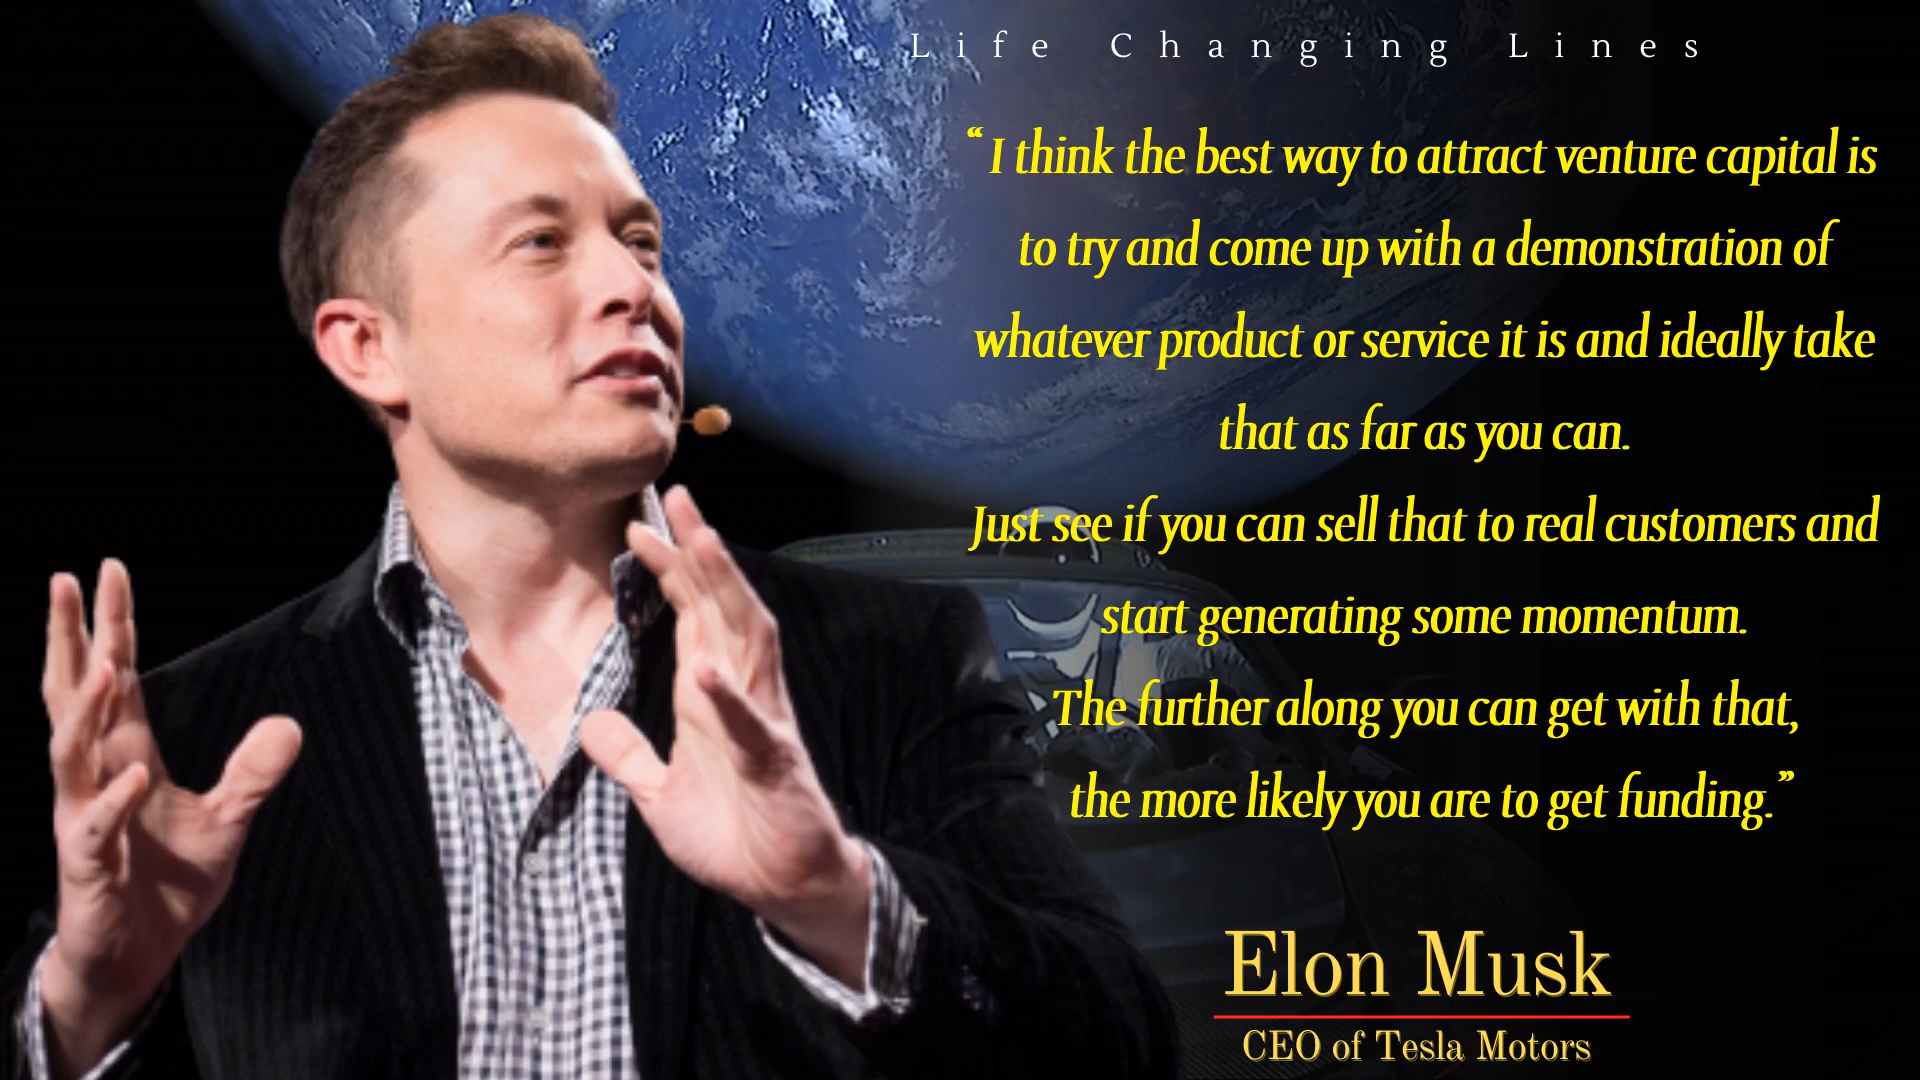 Life Changing Lines
“ I think the best way to attract venture capital is
to try and come up with a demonstration of
whatever product or service it is and ideally take
that as far as you can.
Just see if you can sell that to real customers and
start generating some momentum.
The further along you can get with that,
the more likely you are to get funding.”
Elon Musk
CEO of Tesla Motors